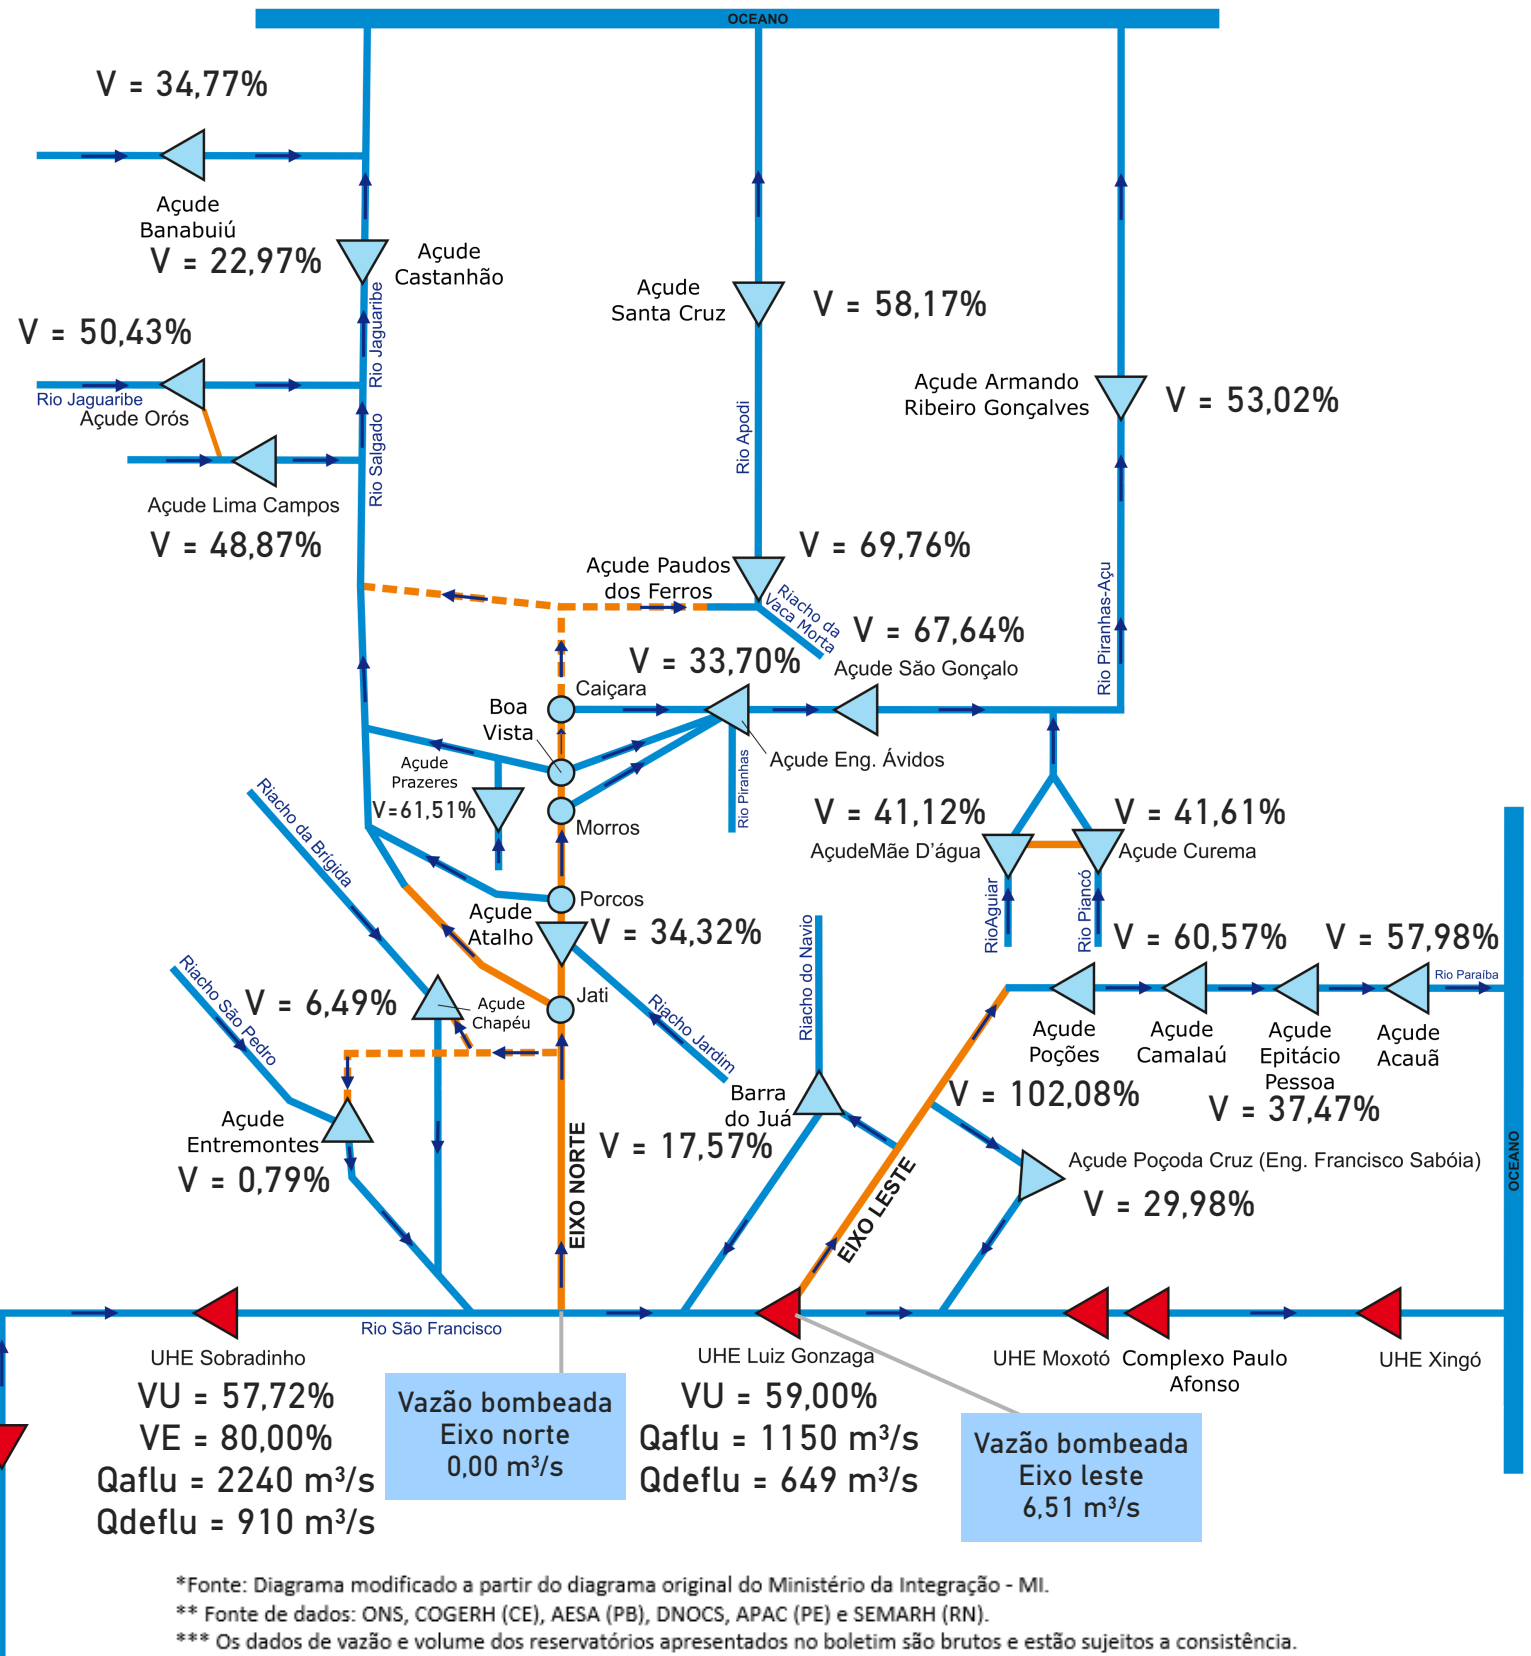 OCEANO
V = 34,77%
Açude
Banabuiú
V = 22,97%
Açude
Castanhão
Rio Jaguaribe
V = 50,43%
Rio Jaguaribe
Açude Orós
Rio Salgado
Açude Lima Campos
V = 48,87%
Açude
Santa Cruz
V = 58,17%
Rio Apodi
Açude Armando
Ribeiro Gonçalves
V = 53,02%
Açude Paudos
dos Ferros
V = 69,76%
Riacho da
Vaca Morta
Rio Piranhas-Açu
V = 67,64%
Açude São Gonçalo
V = 33,70%
Caiçara
Boa
Vista
Açude Eng. Ávidos
Rio Piranhas
Açude
Prazeres
V=61,51%
Morros
Riacho da Brígida
V = 41,12%
AçudeMãe D'água
V = 41,61%
Açude Curema
RioAguiar
Rio Piancó
Porcos
Açude
Atalho
V = 34,32%
Riacho do Navio
V = 60,57%
V = 57,98%
Rio Paraíba
Riacho São Pedro
V = 6,49%
Açude
Chapéu
Jati
Riacho Jardim
Açude
Poções
Açude
Camalaú
Açude
Epitácio
Pessoa
Açude
Acauã
V = 102,08%
V = 37,47%
Barra
do Juá
V = 17,57%
Açude
Entremontes
V = 0,79%
EIXO NORTE
EIXO LESTE
Açude Poçoda Cruz (Eng. Francisco Sabóia)
V = 29,98%
OCEANO
Rio São Francisco
UHE Sobradinho
VU = 57,72%
VE = 80,00%
Qaflu = 2240 m³/s
Qdeflu = 910 m³/s
Vazão bombeada
Eixo norte
0,00 m³/s
UHE Luiz Gonzaga
VU = 59,00%
Qaflu = 1150 m³/s
Qdeflu = 649 m³/s
Vazão bombeada
Eixo leste
6,51 m³/s
UHE Moxotó
Complexo Paulo
Afonso
UHE Xingó
*Fonte: Diagrama modificado a partir do diagrama original do Ministério da Integração - MI.
** Fonte de dados: ONS, COGERH (CE), AESA (PB), DNOCS, APAC (PE) e SEMARH (RN).
*** Os dados de vazão e volume dos reservatórios apresentados no boletim são brutos e estão sujeitos a consistência.